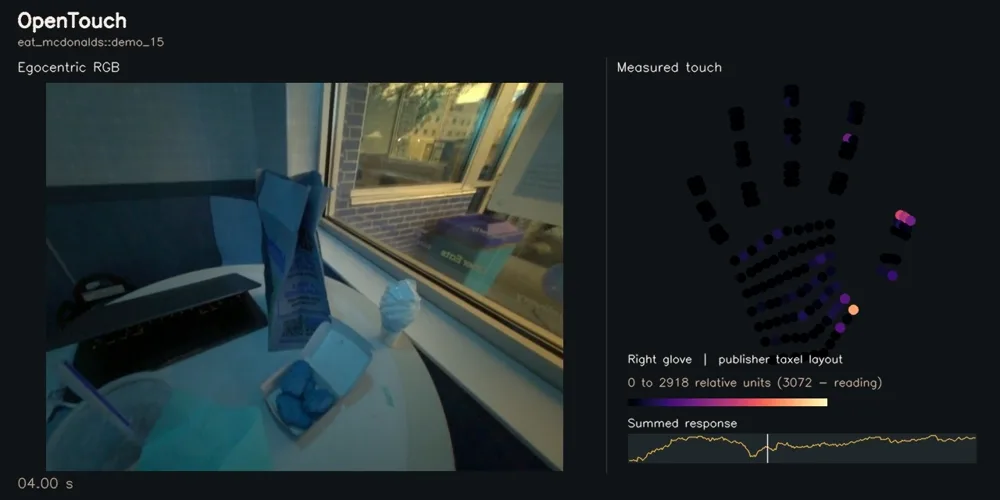 OpenTouch
eat_mcdonalds::demo_15
Egocentric RGB
Measured touch
Right glove | publisher taxel layout
0 to 2918 relative units (3072 — reading)
Summed response
04.00 s